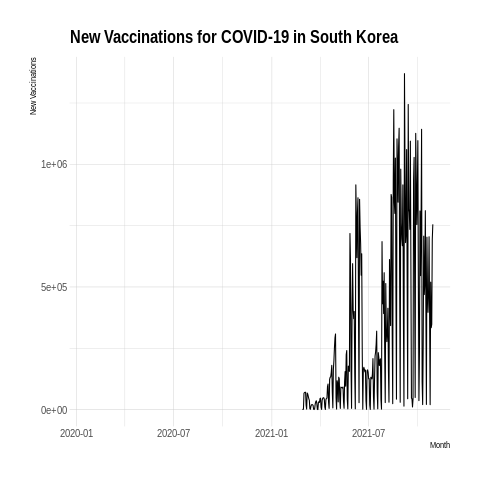 New Vaccinations for COVID-19 in South Korea
New Vaccinations
1e+06
5e+05
0e+00
2020-01 2020-07 2021-01 2021-07
Month